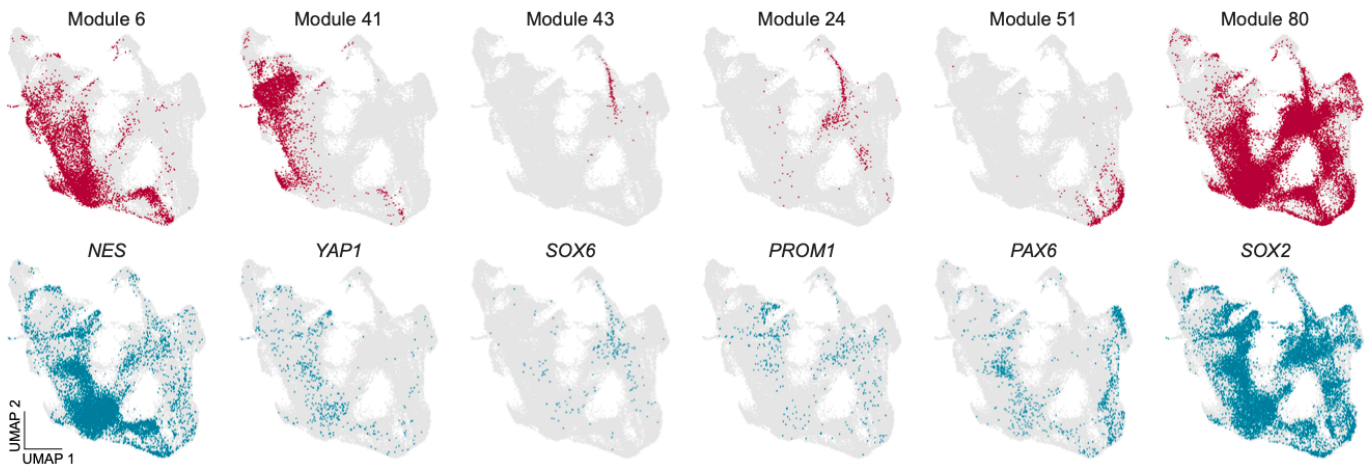 Module 6 Module 41 Module 43 Module 24 Module 51 Module 80
NES YAP1 SOX6 PROM1 PAX6 SOX2
UMAP 2
UMAP 1